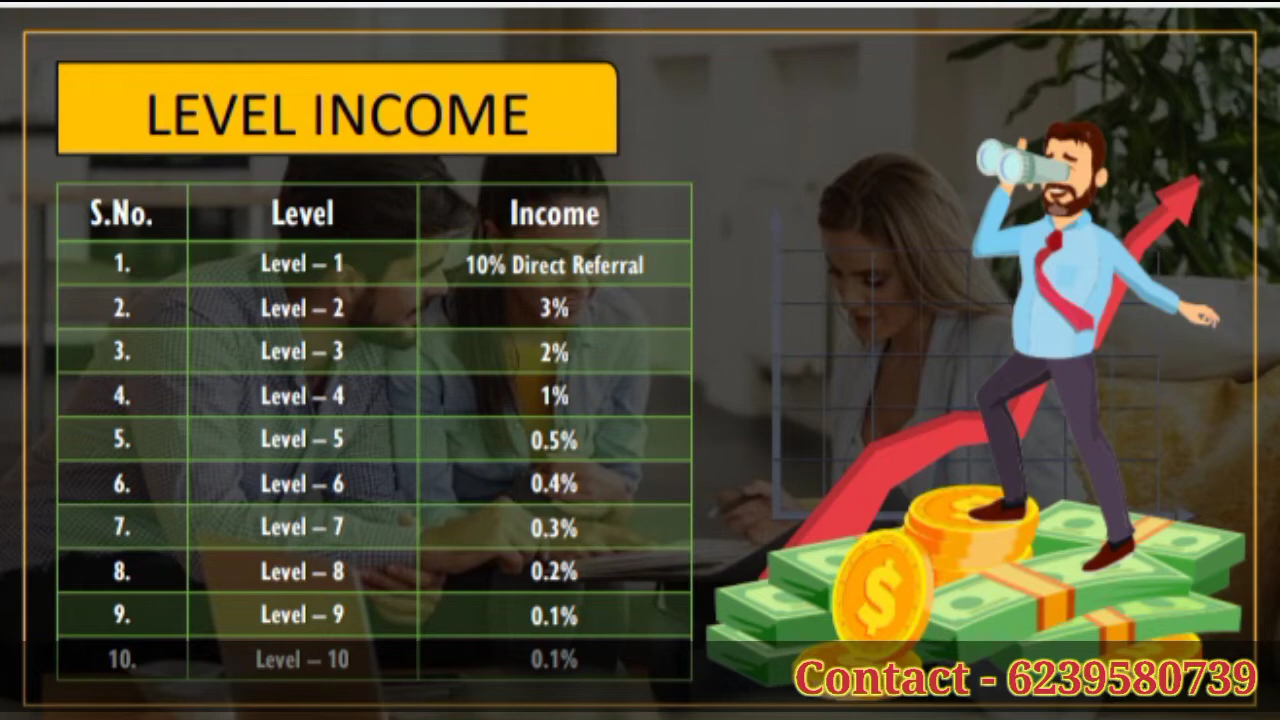 LEVEL INCOME
S.No. Level Income
1. Level – 1 10% Direct Referral
2. Level – 2 3%
3. Level – 3 2%
4. Level – 4 1%
5. Level – 5 0.5%
6. Level – 6 0.4%
7. Level – 7 0.3%
8. Level – 8 0.2%
9. Level – 9 0.1%
10. Level – 10 0.1%
Contact - 6239580739